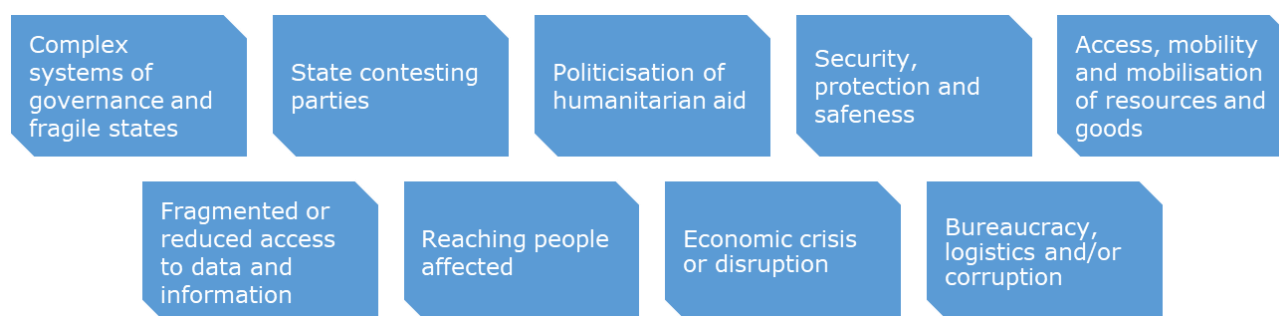 Complex
systems of
governance and
fragile states
State contesting
parties
Politicisation of
humanitarian aid
Security,
protection and
safeness
Access, mobility
and mobilisation
of resources and
goods
Fragmented or
reduced access
to data and
information
Reaching people
affected
Economic crisis
or disruption
Bureaucracy,
logistics and/or
corruption